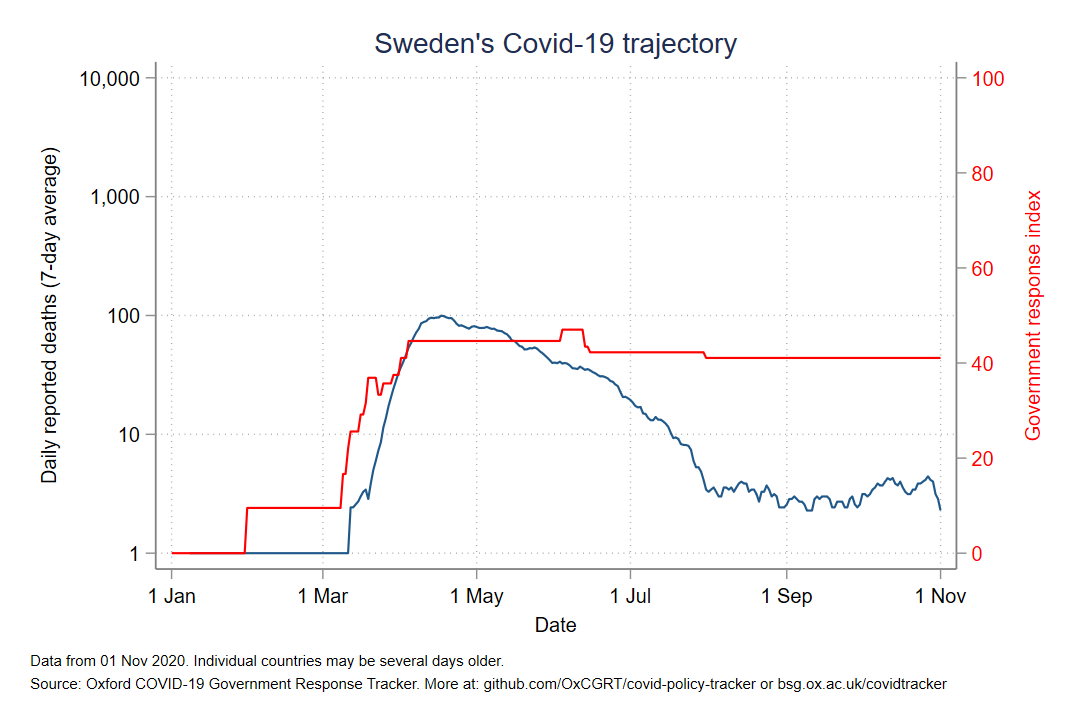 Sweden's Covid-19 trajectory
10,000
1,000
100
10
1
Daily reported deaths (7-day average)
100
80
60
40
20
0
Government response index
1 Jan
1 Mar
1 May
1 Jul
1 Sep
1 Nov
Date
Data from 01 Nov 2020. Individual countries may be several days older.
Source: Oxford COVID-19 Government Response Tracker. More at: github.com/OxCGRT/covid-policy-tracker or bsg.ox.ac.uk/covidtracker